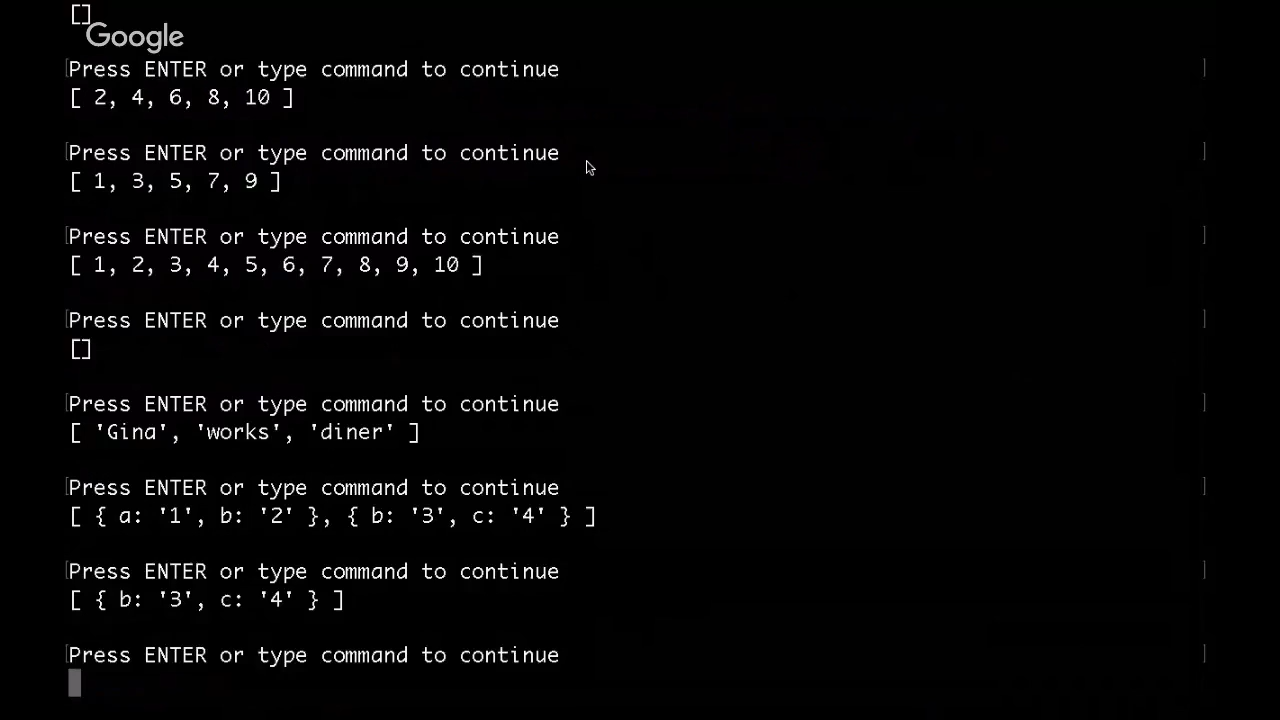 []
Google
Press ENTER or type command to continue
[ 2, 4, 6, 8, 10 ]
Press ENTER or type command to continue
[ 1, 3, 5, 7, 9 ]
Press ENTER or type command to continue
[ 1, 2, 3, 4, 5, 6, 7, 8, 9, 10 ]
Press ENTER or type command to continue
[]
Press ENTER or type command to continue
[ 'Gina', 'works', 'diner' ]
Press ENTER or type command to continue
[ { a: '1', b: '2' }, { b: '3', c: '4' } ]
Press ENTER or type command to continue
[ { b: '3', c: '4' } ]
Press ENTER or type command to continue